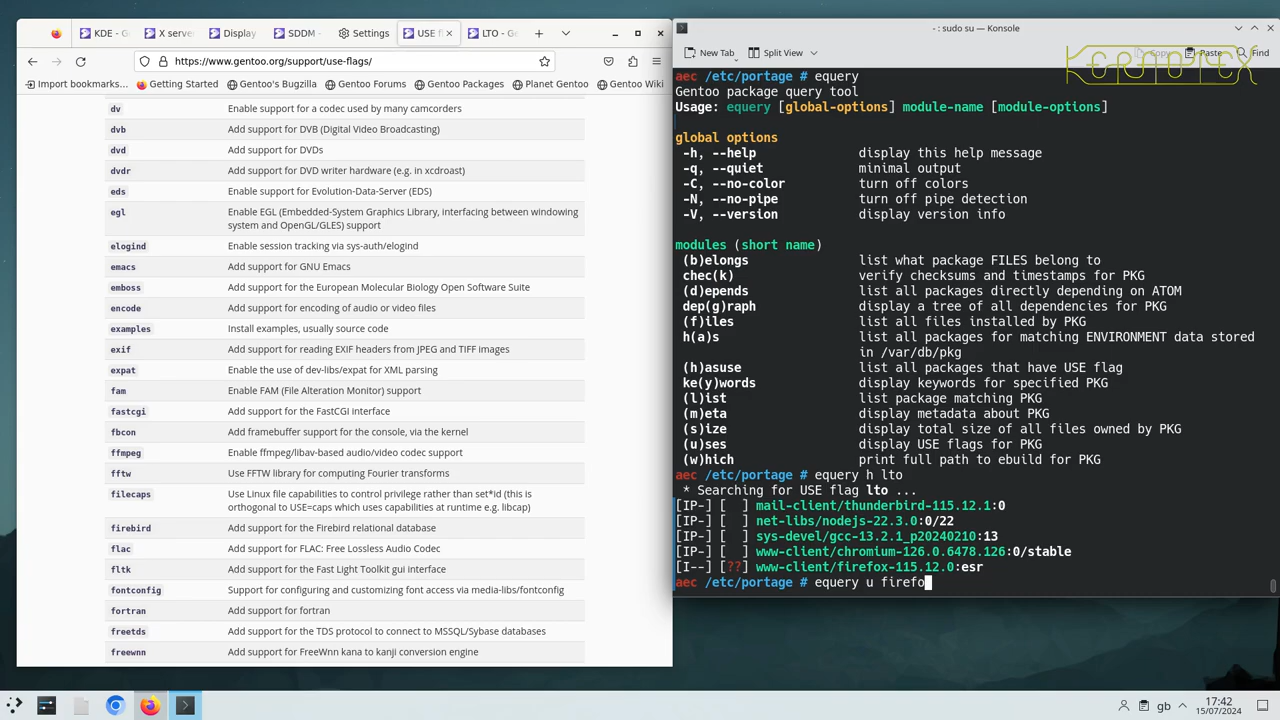 KDE - G
X serve
Display
SDDM -
Settings
USE f
LTO - Ge
https://www.gentoo.org/support/use-flags/
Import bookmarks...
Getting Started
Gentoo's Bugzilla
Gentoo Forums
Gentoo Packages
Planet Gentoo
Gentoo Wiki
dv Enable support for a codec used by many camcorders
dvb Add support for DVB (Digital Video Broadcasting)
dvd Add support for DVDs
dvdr Add support for DVD writer hardware (e.g. in xcdroast)
eds Enable support for Evolution-Data-Server (EDS)
egl Enable EGL (Embedded-System Graphics Library, interfacing between windowing
system and OpenGL/GLES) support
elogind Enable session tracking via sys-auth/elogind
emacs Add support for GNU Emacs
emboss Add support for the European Molecular Biology Open Software Suite
encode Add support for encoding of audio or video files
examples Install examples, usually source code
exif Add support for reading EXIF headers from JPEG and TIFF images
expat Enable the use of dev-libs/expat for XML parsing
fam Enable FAM (File Alteration Monitor) support
fastcgi Add support for the FastCGI interface
fbcon Add framebuffer support for the console, via the kernel
ffmpeg Enable ffmpeg/libav-based audio/video codec support
fftw Use FFTW library for computing Fourier transforms
filecaps Use Linux file capabilities to control privilege rather than set*id (this is
orthogonal to USE=caps which uses capabilities at runtime e.g. libcap)
firebird Add support for the Firebird relational database
flac Add support for FLAC: Free Lossless Audio Codec
fltk Add support for the Fast Light Toolkit gui interface
fontconfig Support for configuring and customizing font access via media-libs/fontconfig
fortran Add support for fortran
freetds Add support for the TDS protocol to connect to MSSQL/Sybase databases
freewnn Add support for FreeWnn kana to kanji conversion engine
- : sudo su — Konsole
New Tab
Split View
Copy
Paste
Find
KERNOTEX
aec /etc/portage # equery
Gentoo package query tool
Usage: equery [global-options] module-name [module-options]
global options
-h, --help display this help message
-q, --quiet minimal output
-C, --no-color turn off colors
-N, --no-pipe turn off pipe detection
-V, --version display version info
modules (short name)
(b)elongs list what package FILES belong to
chec(k) verify checksums and timestamps for PKG
(d)epends list all packages directly depending on ATOM
dep(g)raph display a tree of all dependencies for PKG
(f)iles list all files installed by PKG
h(a)s list all packages for matching ENVIRONMENT data stored
in /var/db/pkg
(h)asuse list all packages that have USE flag
ke(y)words display keywords for specified PKG
(l)ist list package matching PKG
(m)eta display metadata about PKG
(s)ize display total size of all files owned by PKG
(u)ses display USE flags for PKG
(w)hich print full path to ebuild for PKG
aec /etc/portage # equery h lto
* Searching for USE flag lto ...
[IP-] [  ] mail-client/thunderbird-115.12.1:0
[IP-] [  ] net-libs/nodejs-22.3.0:0/22
[IP-] [  ] sys-devel/gcc-13.2.1_p20240210:13
[IP-] [  ] www-client/chromium-126.0.6478.126:0/stable
[I--] [??] www-client/firefox-115.12.0:esr
aec /etc/portage # equery u firefo
gb
17:42
15/07/2024